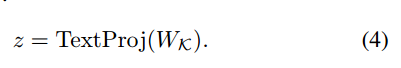 z = TextProj(W_𝒦). (4)